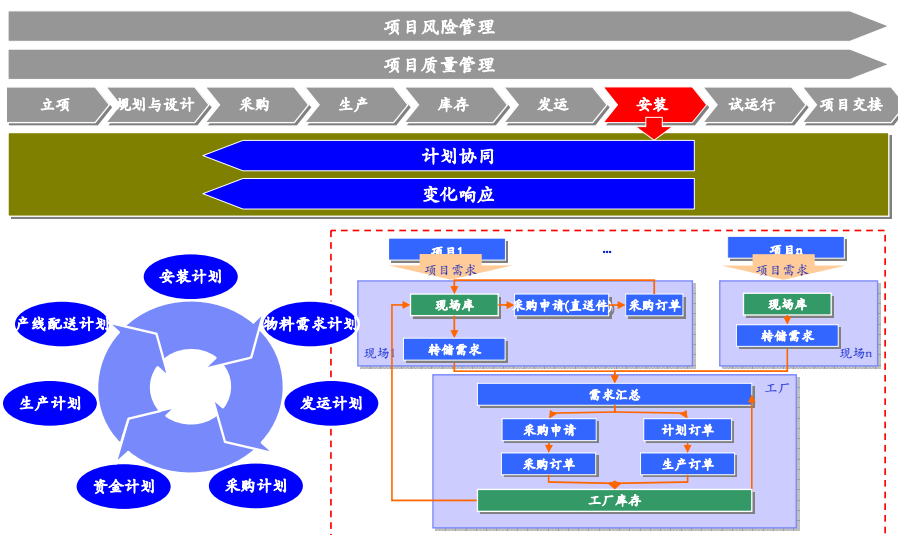 项目风险管理
项目质量管理
立项
规划与设计
采购
生产
库存
发运
安装
试运行
项目交接
计划协同
变化响应
安装计划
产线配送计划
物料需求计划
生产计划
发运计划
资金计划
采购计划
项目1
…
项目n
项目需求
项目需求
现场库
采购申请(直送件)
采购订单
现场库
转储需求
转储需求
现场1
现场n
工厂
需求汇总
采购申请
计划订单
采购订单
生产订单
工厂库存